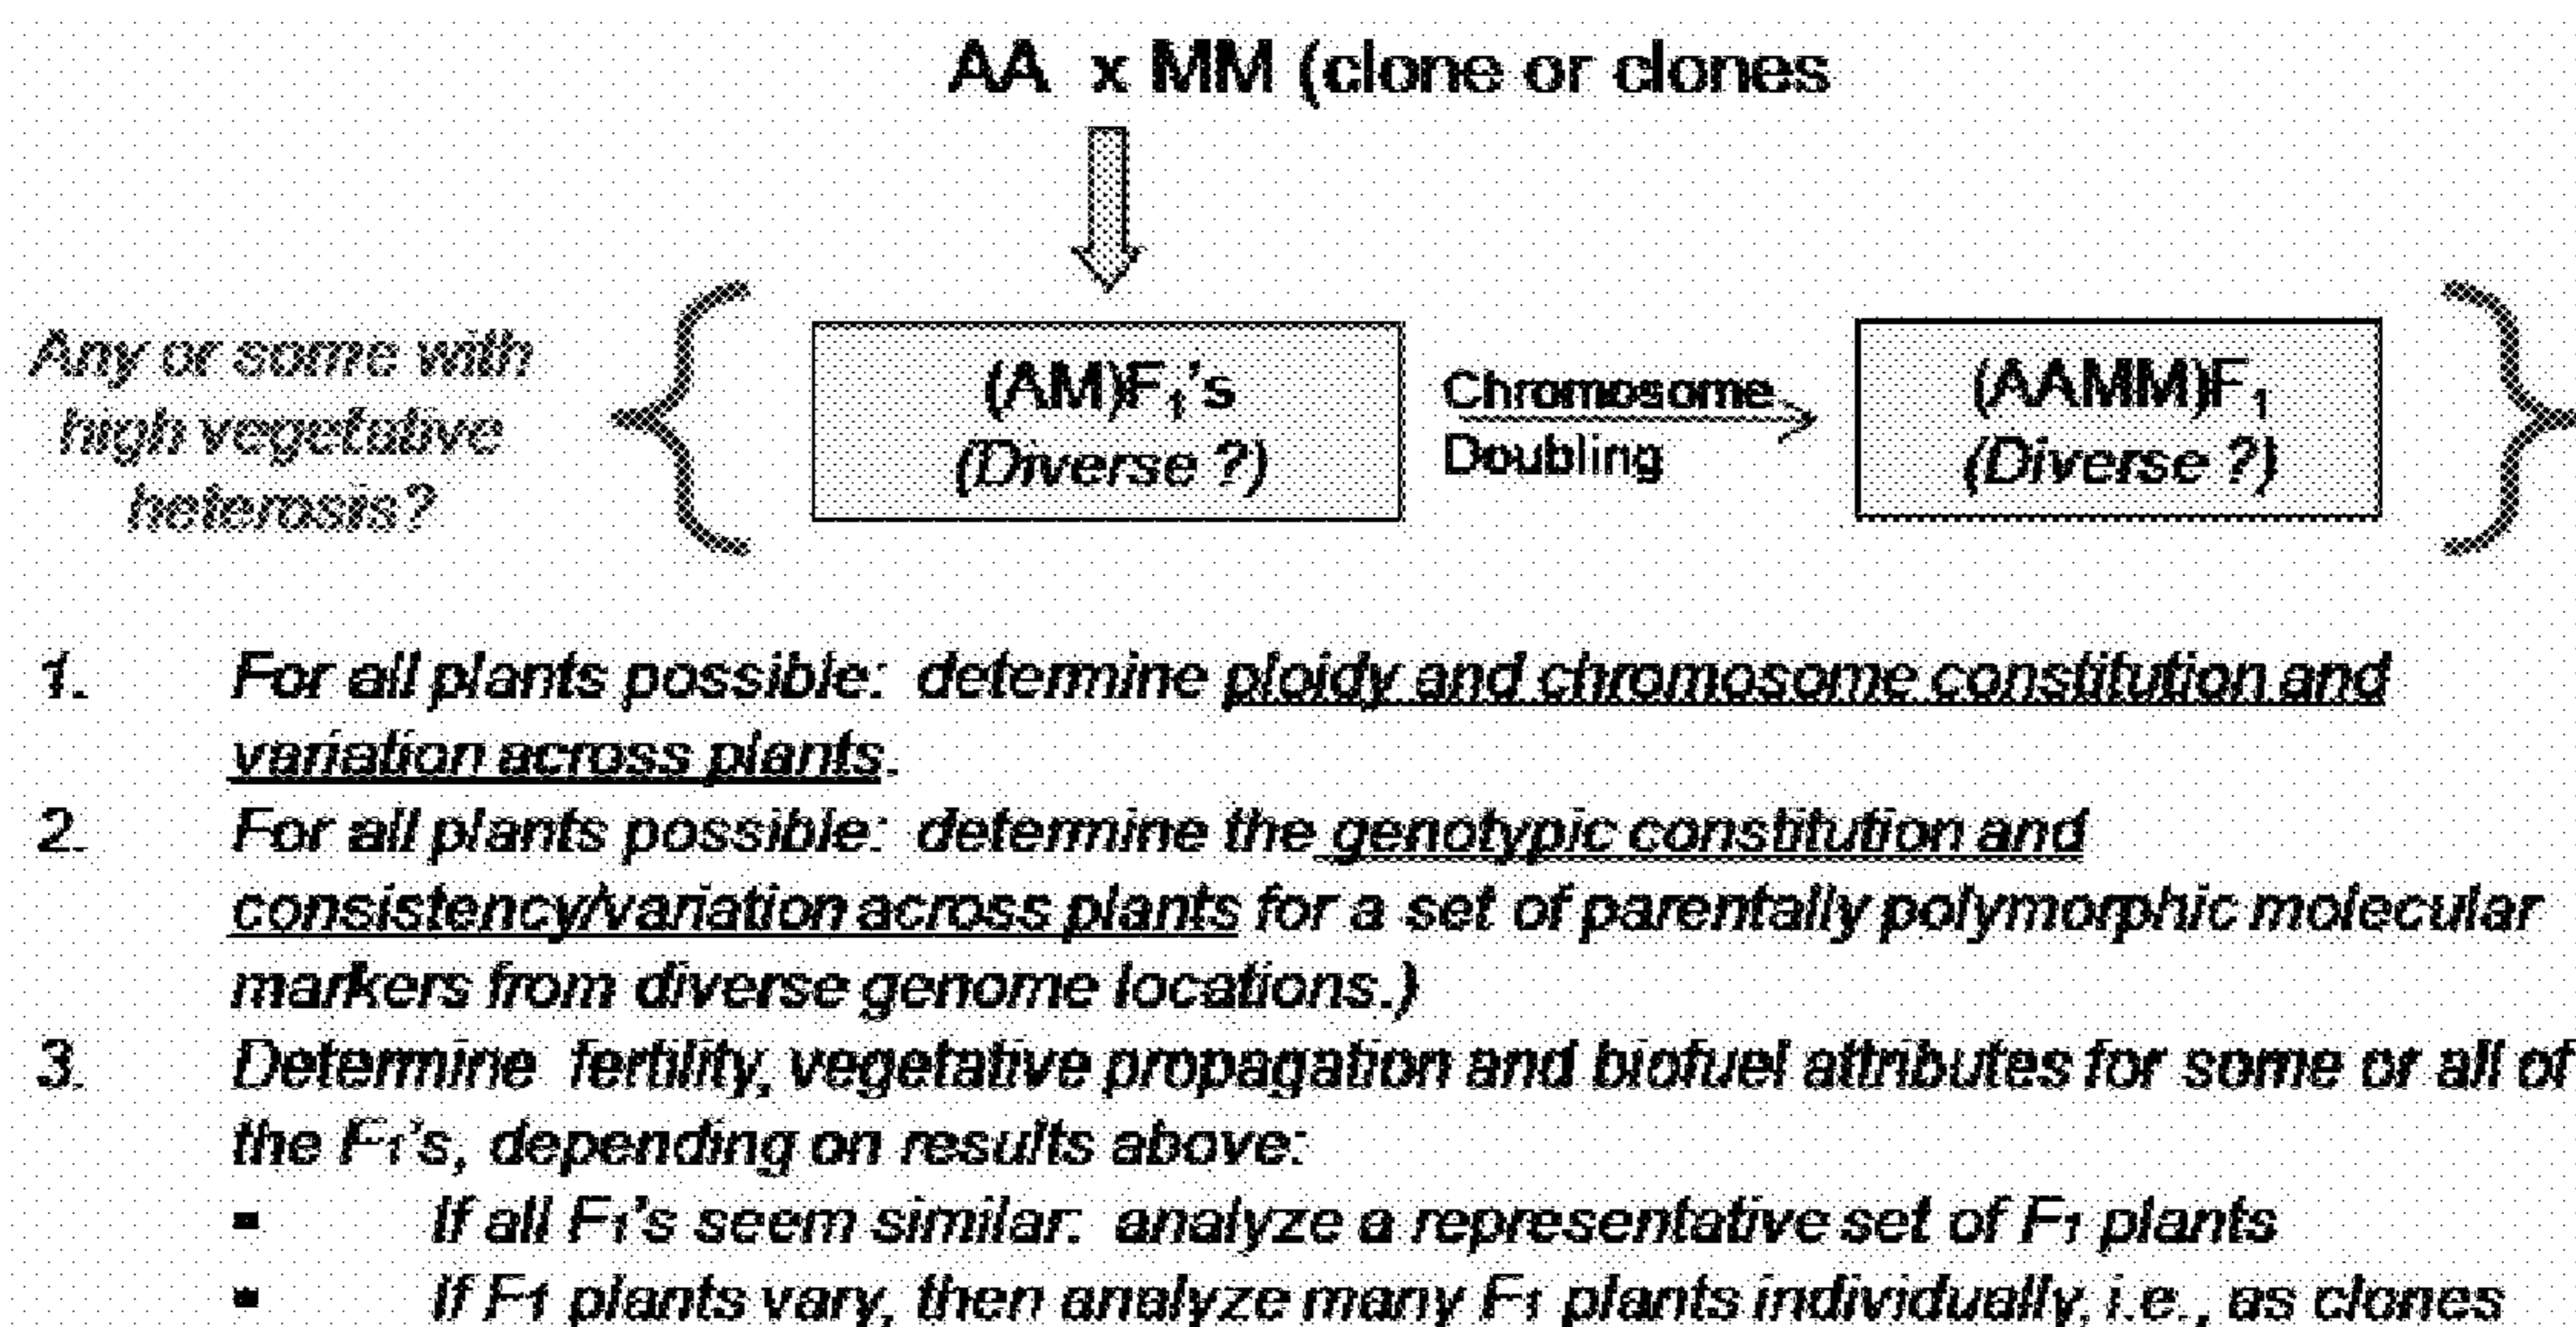 AA x MM (clone or clones
Any or some with
high vegetative
heterosis?
(AM)F₁'s
(Diverse ?)
Chromosome
Doubling
(AAMM)F₁
(Diverse ?)
1. For all plants possible: determine ploidy and chromosome constitution and
variation across plants.
2. For all plants possible: determine the genotypic constitution and
consistency/variation across plants for a set of parentally polymorphic molecular
markers from diverse genome locations.)
3. Determine fertility, vegetative propagation and biofuel attributes for some or all of
the F₁'s, depending on results above:
▪ If all F₁'s seem similar: analyze a representative set of F₁ plants
▪ If F₁ plants vary, then analyze many F₁ plants individually, i.e., as clones